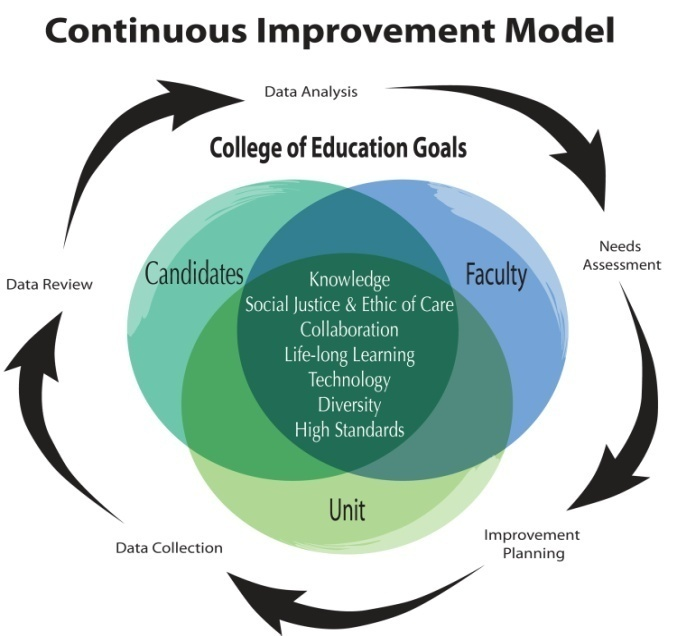 Continuous Improvement Model
Data Analysis
College of Education Goals
Needs
Assessment
Candidates
Faculty
Data Review
Knowledge
Social Justice & Ethic of Care
Collaboration
Life-long Learning
Technology
Diversity
High Standards
Unit
Improvement
Planning
Data Collection